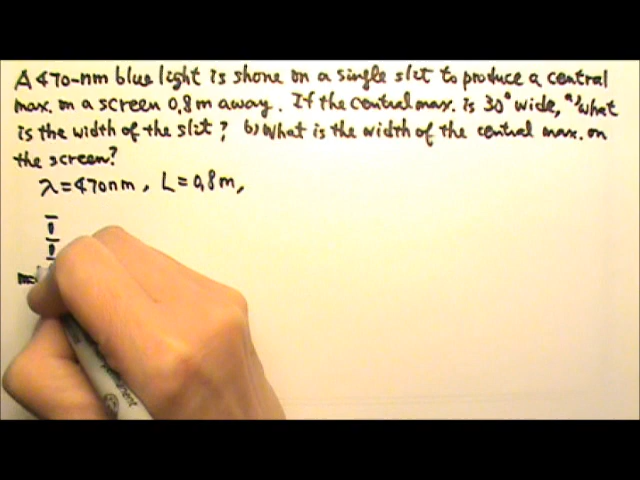 A 470-nm blue light is shone on a single slit to produce a central
max. on a screen 0.8m away. If the central max. is 30° wide, a) what
is the width of the slit? b) What is the width of the central max. on
the screen?
λ = 470nm, L = 0.8m,